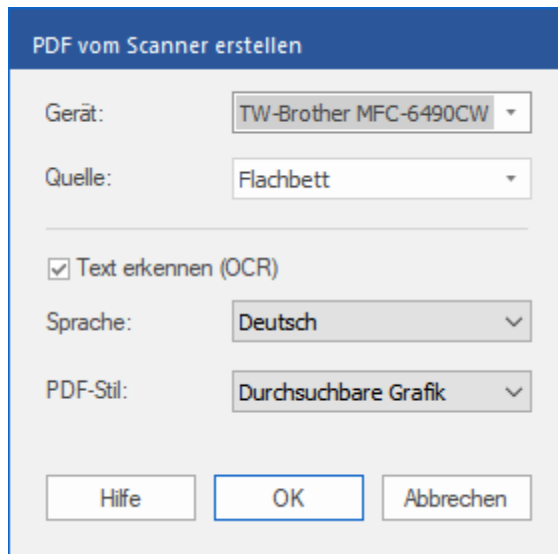 PDF vom Scanner erstellen
Gerät: TW-Brother MFC-6490CW
Quelle: Flachbett
Text erkennen (OCR)
Sprache: Deutsch
PDF-Stil: Durchsuchbare Grafik
Hilfe OK Abbrechen